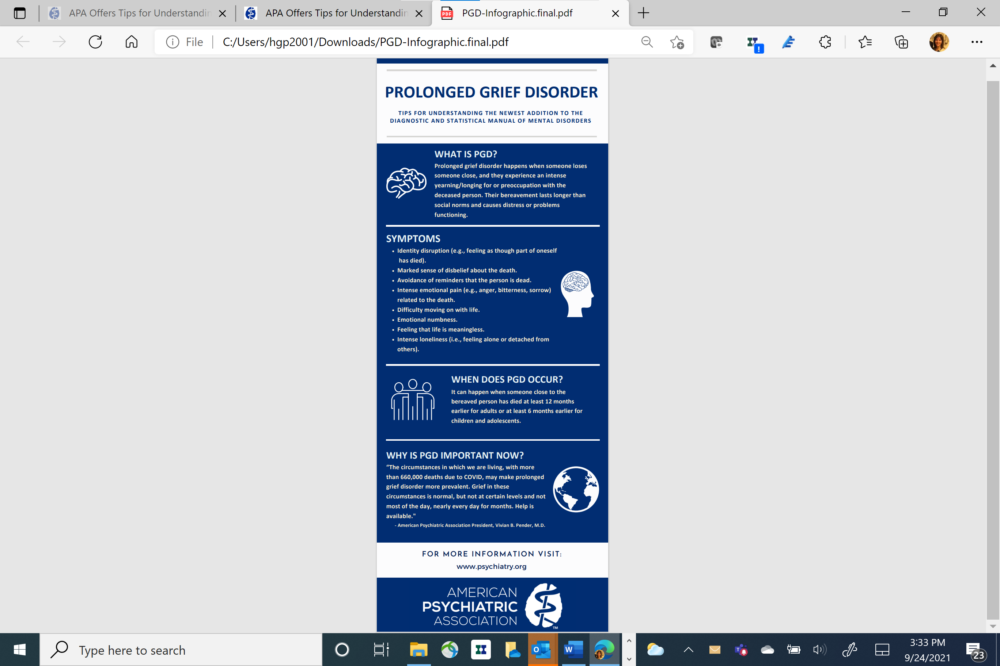 APA Offers Tips for Understandin
APA Offers Tips for Understandin
PGD-Infographic.final.pdf
File
C:/Users/hgp2001/Downloads/PGD-Infographic.final.pdf
PROLONGED GRIEF DISORDER
TIPS FOR UNDERSTANDING THE NEWEST ADDITION TO THE
DIAGNOSTIC AND STATISTICAL MANUAL OF MENTAL DISORDERS
WHAT IS PGD?
Prolonged grief disorder happens when someone loses
someone close, and they experience an intense
yearning/longing for or preoccupation with the
deceased person. Their bereavement lasts longer than
social norms and causes distress or problems
functioning.
SYMPTOMS
• Identity disruption (e.g., feeling as though part of oneself
has died).
• Marked sense of disbelief about the death.
• Avoidance of reminders that the person is dead.
• Intense emotional pain (e.g., anger, bitterness, sorrow)
related to the death.
• Difficulty moving on with life.
• Emotional numbness.
• Feeling that life is meaningless.
• Intense loneliness (i.e., feeling alone or detached from
others).
WHEN DOES PGD OCCUR?
It can happen when someone close to the
bereaved person has died at least 12 months
earlier for adults or at least 6 months earlier for
children and adolescents.
WHY IS PGD IMPORTANT NOW?
“The circumstances in which we are living, with more
than 660,000 deaths due to COVID, may make prolonged
grief disorder more prevalent. Grief in these
circumstances is normal, but not at certain levels and not
most of the day, nearly every day for months. Help is
available."
- American Psychiatric Association President, Vivian B. Pender, M.D.
FOR MORE INFORMATION VISIT:
www.psychiatry.org
AMERICAN
PSYCHIATRIC
ASSOCIATION
TM
Type here to search
3:33 PM
9/24/2021
23